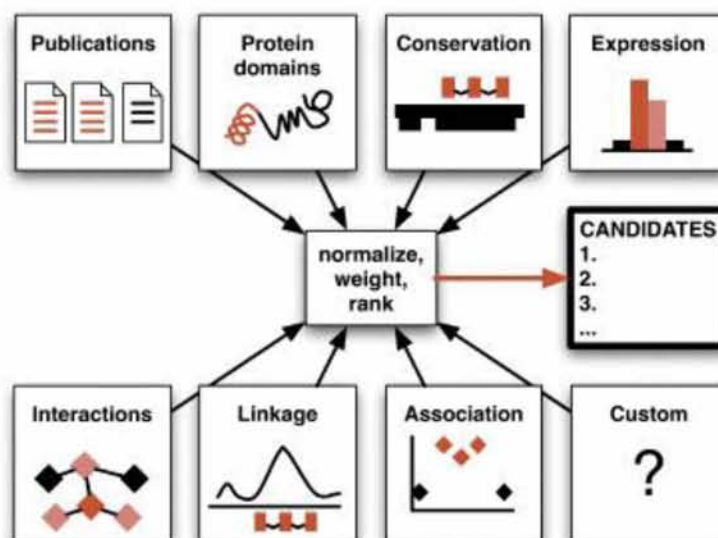 Publications
Protein
domains
Conservation
Expression
normalize,
weight,
rank
CANDIDATES
1.
2.
3.
...
Interactions
Linkage
Association
Custom
?